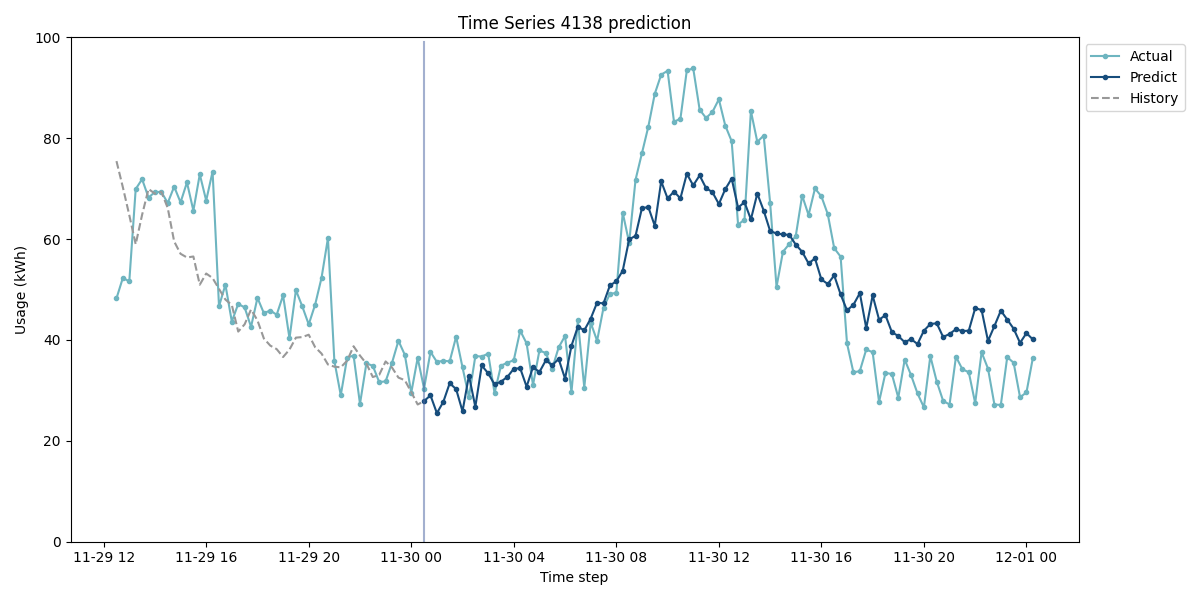 Time Series 4138 prediction
100
80
60
40
20
0
Usage (kWh)
11-29 12
11-29 16
11-29 20
11-30 00
11-30 04
11-30 08
11-30 12
11-30 16
11-30 20
12-01 00
Time step
Actual
Predict
History